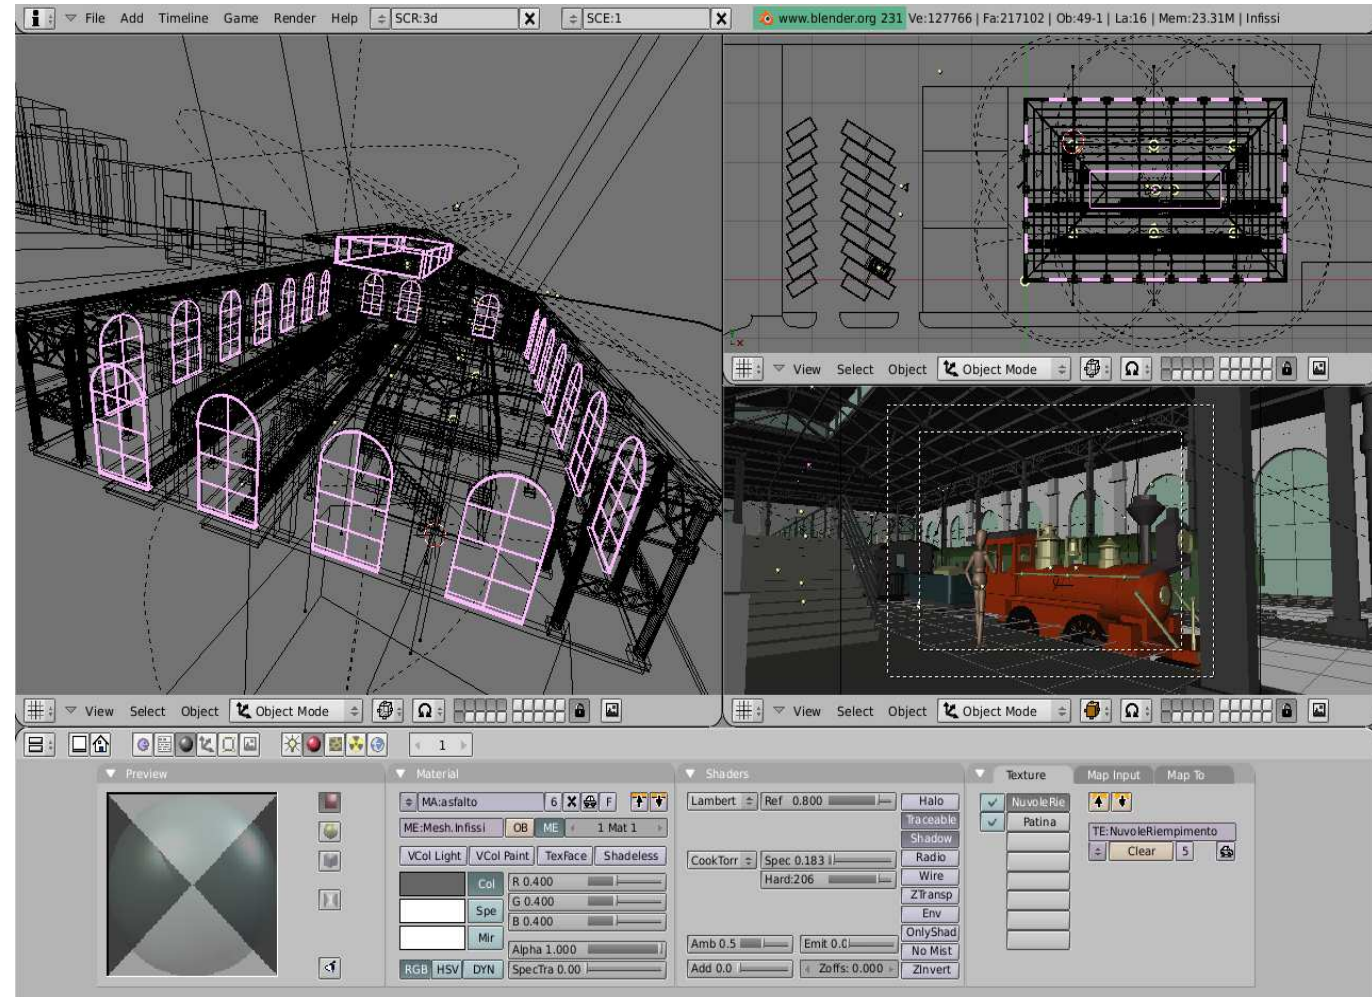 File Add Timeline Game Render Help SCR:3d X SCE:1 X www.blender.org 231 Ve:127766 | Fa:217102 | Ob:49-1 | La:16 | Mem:23.31M | Infissi
View Select Object Object Mode
View Select Object Object Mode
View Select Object Object Mode
1
Preview
Material
MA:asfalto 6 X F
ME:Mesh.Infissi OB ME 1 Mat 1
VCol Light VCol Paint TexFace Shadeless
Col R 0.400
Spe G 0.400
B 0.400
Mir
Alpha 1.000
RGB HSV DYN SpecTra 0.00
Shaders
Lambert Ref 0.800 Halo
Traceable
Shadow
CookTorr Spec 0.183 Radio
Hard:206 Wire
ZTransp
Env
OnlyShad
Amb 0.5 Emit 0.0 No Mist
Add 0.0 Zoffs: 0.000 ZInvert
Texture Map Input Map To
NuvoleRie
Patina
TE:NuvoleRiempimento
Clear 5